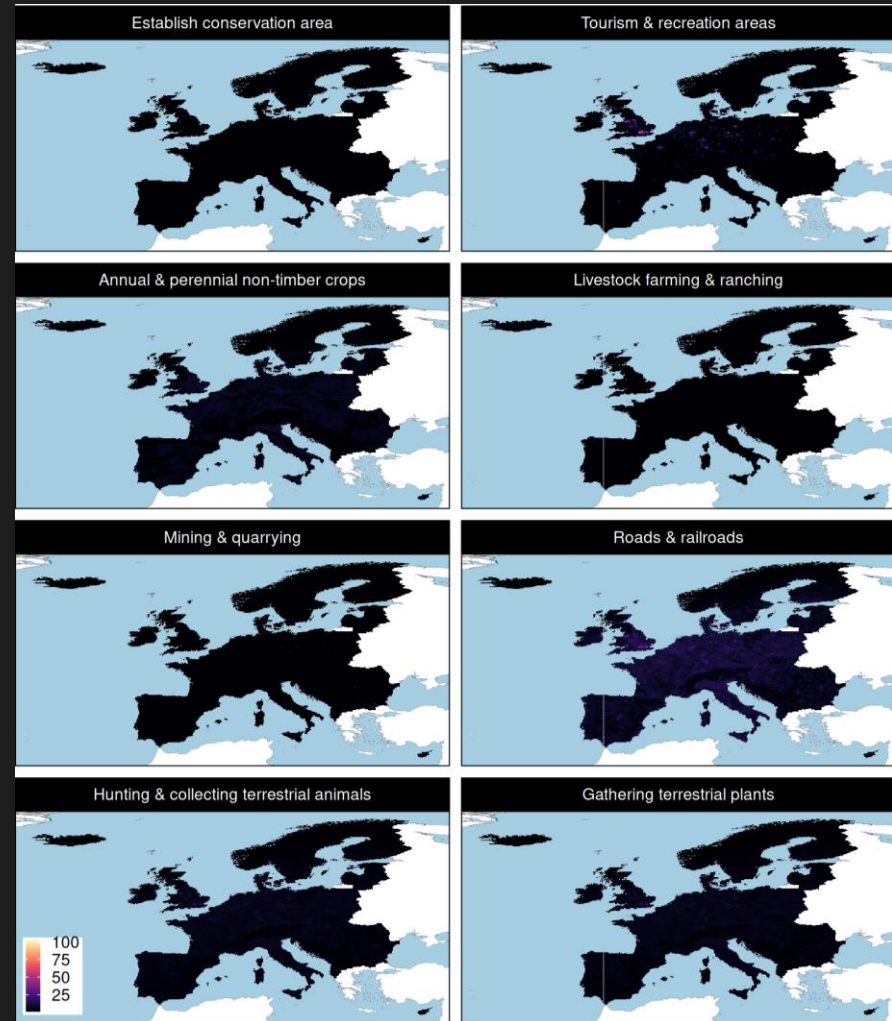 Establish conservation area
Tourism & recreation areas
Annual & perennial non-timber crops
Livestock farming & ranching
Mining & quarrying
Roads & railroads
Hunting & collecting terrestrial animals
Gathering terrestrial plants
100
75
50
25